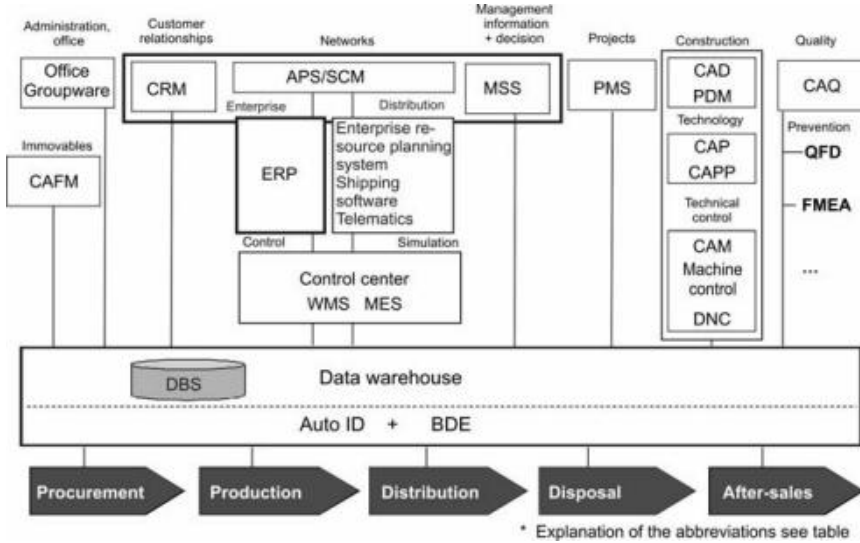 Administration,
office
Customer
relationships
Networks
Management
information
+ decision
Projects
Construction
Quality
Office
Groupware
CRM
APS/SCM
MSS
PMS
CAD
PDM
CAQ
Enterprise
Distribution
Technology
Prevention
Immovables
CAFM
ERP
Enterprise re-
source planning
system
Shipping
software
Telematics
CAP
CAPP
QFD
Technical
control
FMEA
Control
Simulation
Control center
WMS MES
CAM
Machine
control
DNC
...
DBS
Data warehouse
Auto ID + BDE
Procurement
Production
Distribution
Disposal
After-sales
* Explanation of the abbreviations see table